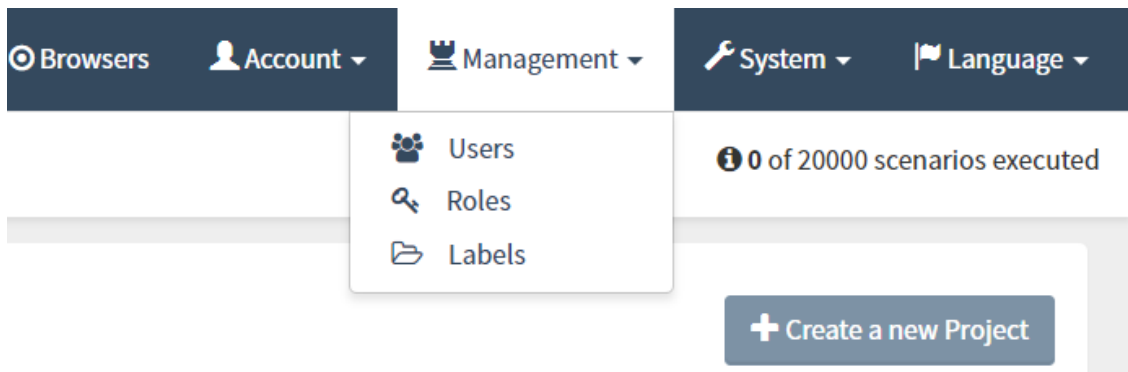 Browsers Account Management System Language
Users
0 of 20000 scenarios executed
Roles
Labels
Create a new Project